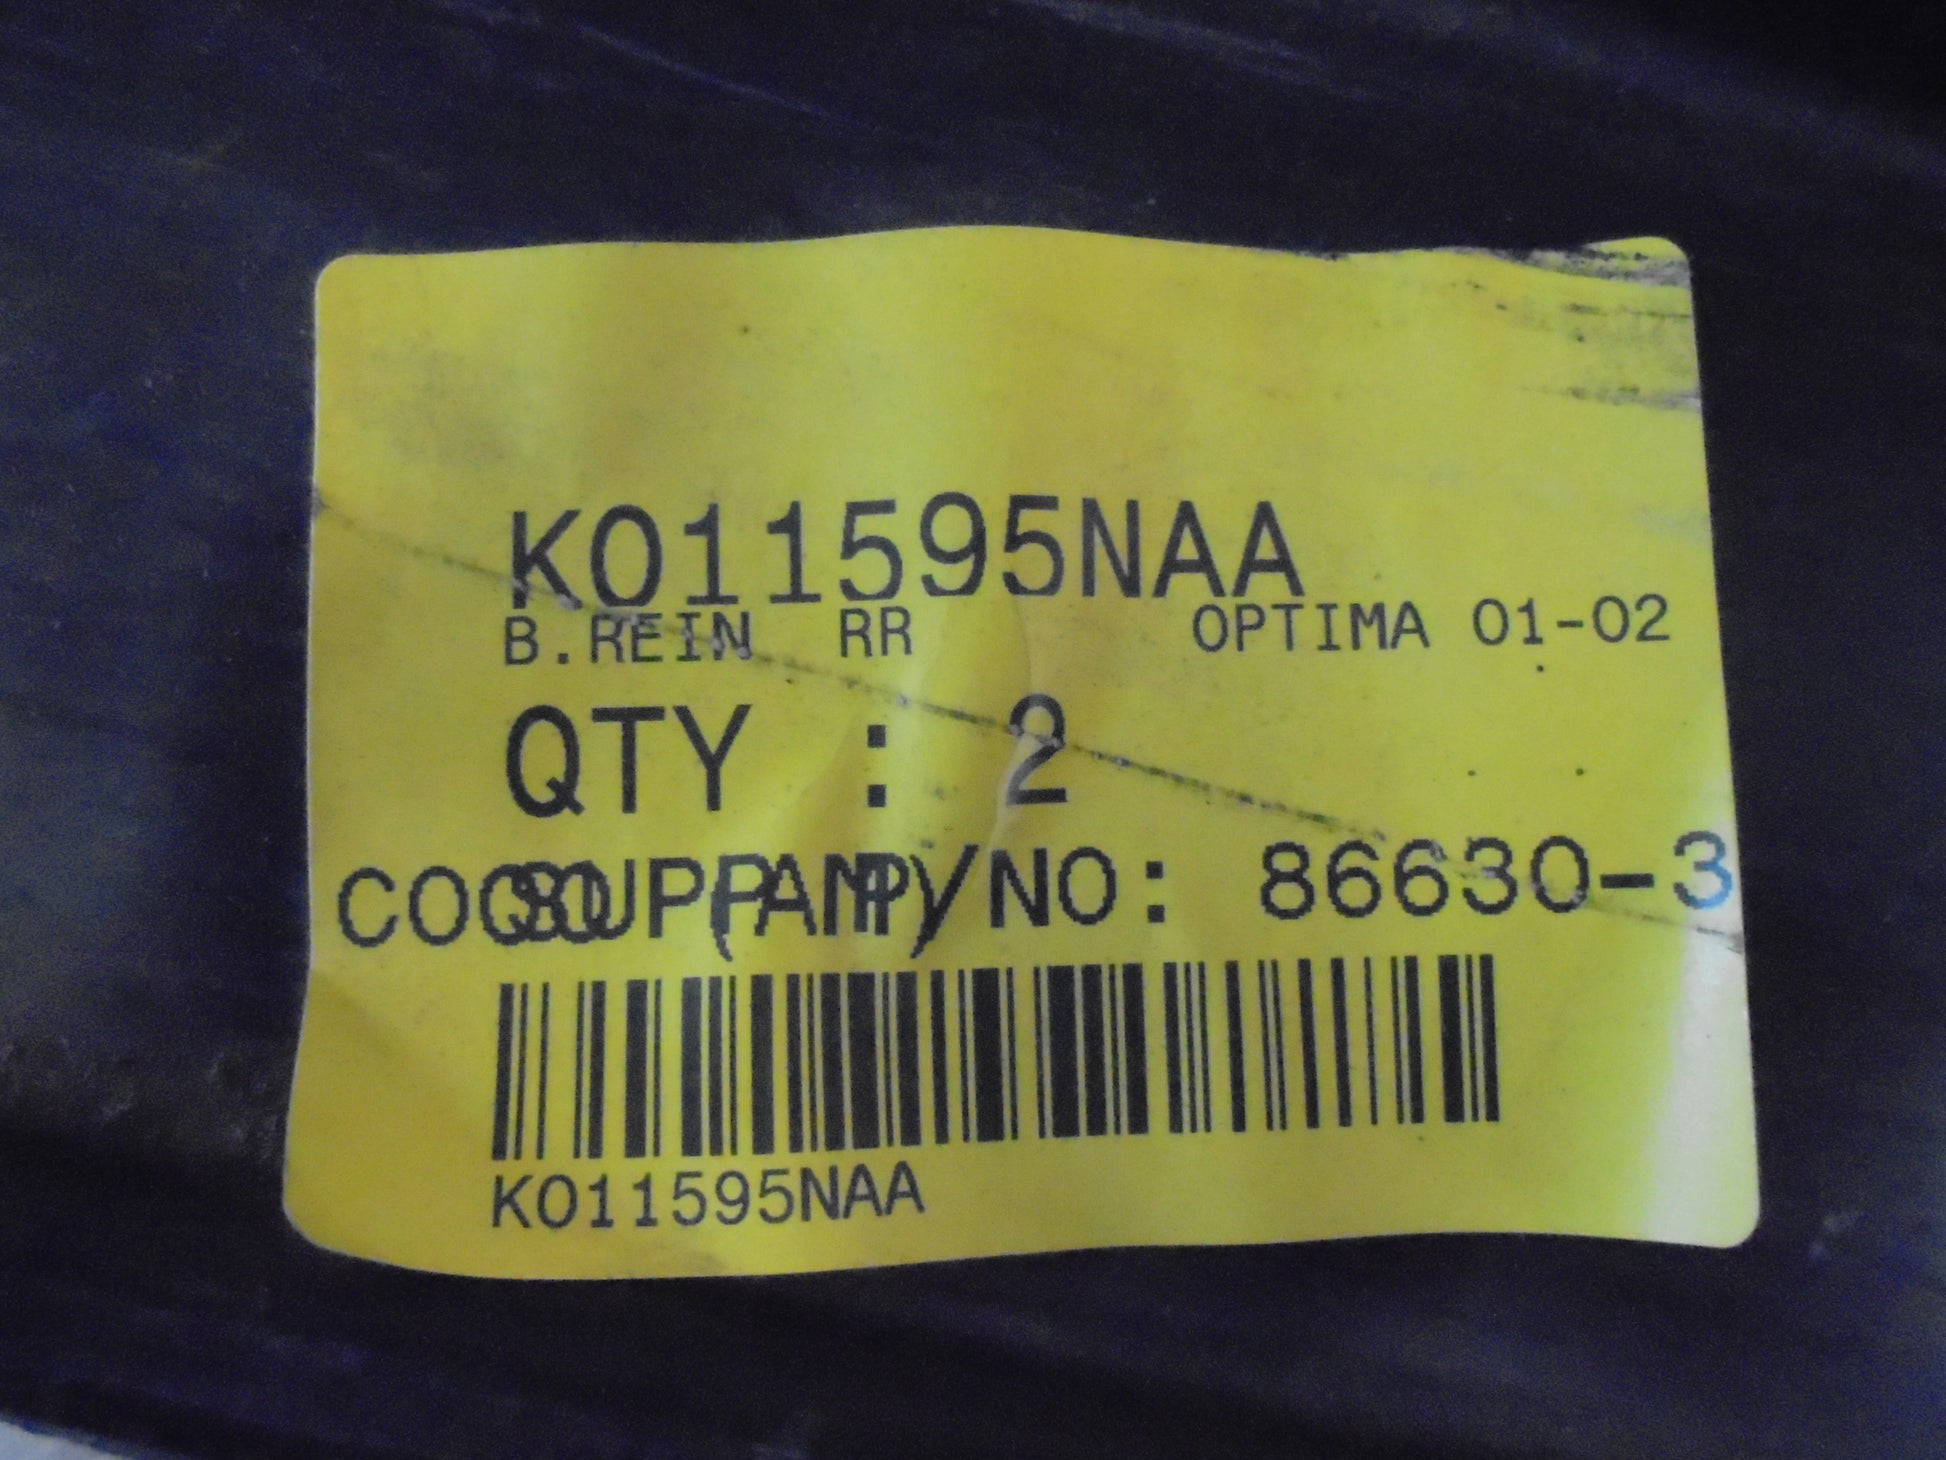 K011595NAA
B.REIN RR OPTIMA 01-02
QTY : 2
NO: 86630-3
K011595NAA